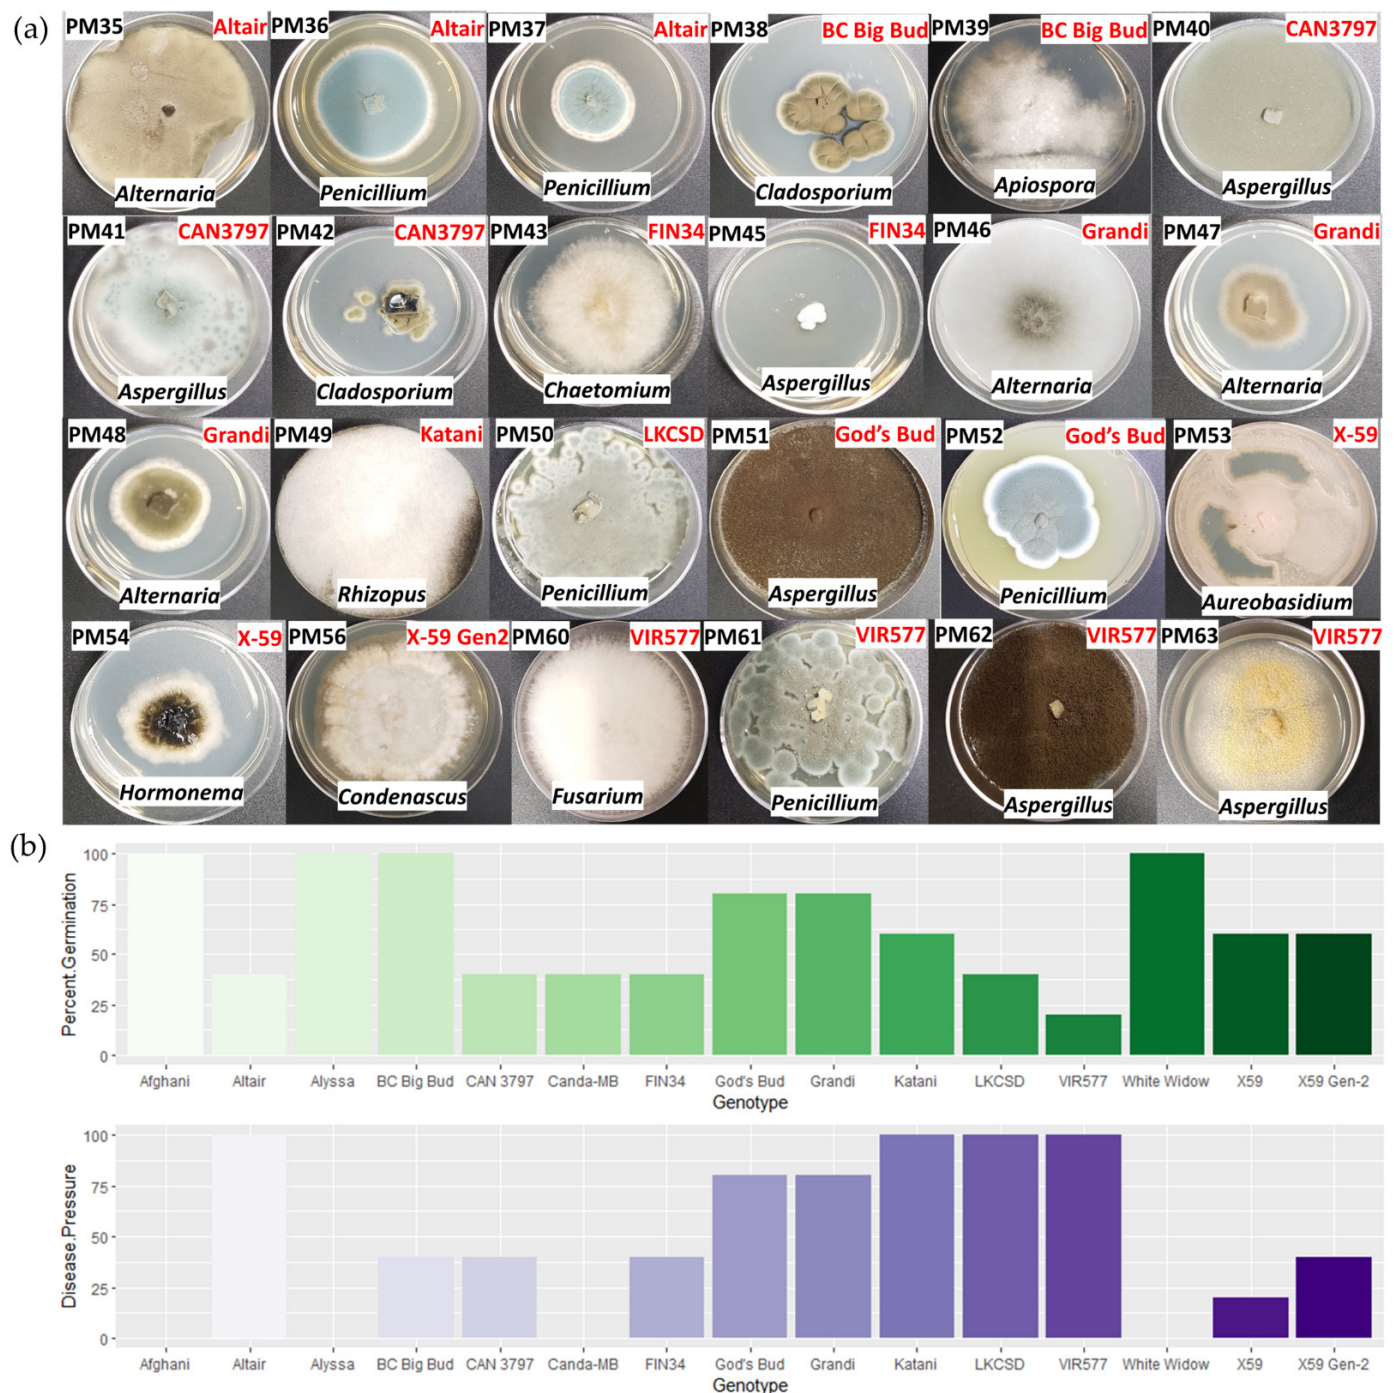 (a)
PM35 Altair PM36 Altair PM37 Altair PM38 BC Big Bud PM39 BC Big Bud PM40 CAN3797
Alternaria Penicillium Penicillium Cladosporium Apiospora Aspergillus
PM41 CAN3797 PM42 CAN3797 PM43 FIN34 PM45 FIN34 PM46 Grandi PM47 Grandi
Aspergillus Cladosporium Chaetomium Aspergillus Alternaria Alternaria
PM48 Grandi PM49 Katani PM50 LKCSD PM51 God's Bud PM52 God's Bud PM53 X-59
Alternaria Rhizopus Penicillium Aspergillus Penicillium Aureobasidium
PM54 X-59 PM56 X-59 Gen2 PM60 VIR577 PM61 VIR577 PM62 VIR577 PM63 VIR577
Hormonema Condenascus Fusarium Penicillium Aspergillus Aspergillus
(b)
Percent.Germination
100
75
50
25
0
Afghani Altair Alyssa BC Big Bud CAN 3797 Canda-MB FIN34 God's Bud Grandi Katani LKCSD VIR577 White Widow X59 X59 Gen-2
Genotype
Disease.Pressure
100
75
50
25
0
Afghani Altair Alyssa BC Big Bud CAN 3797 Canda-MB FIN34 God's Bud Grandi Katani LKCSD VIR577 White Widow X59 X59 Gen-2
Genotype